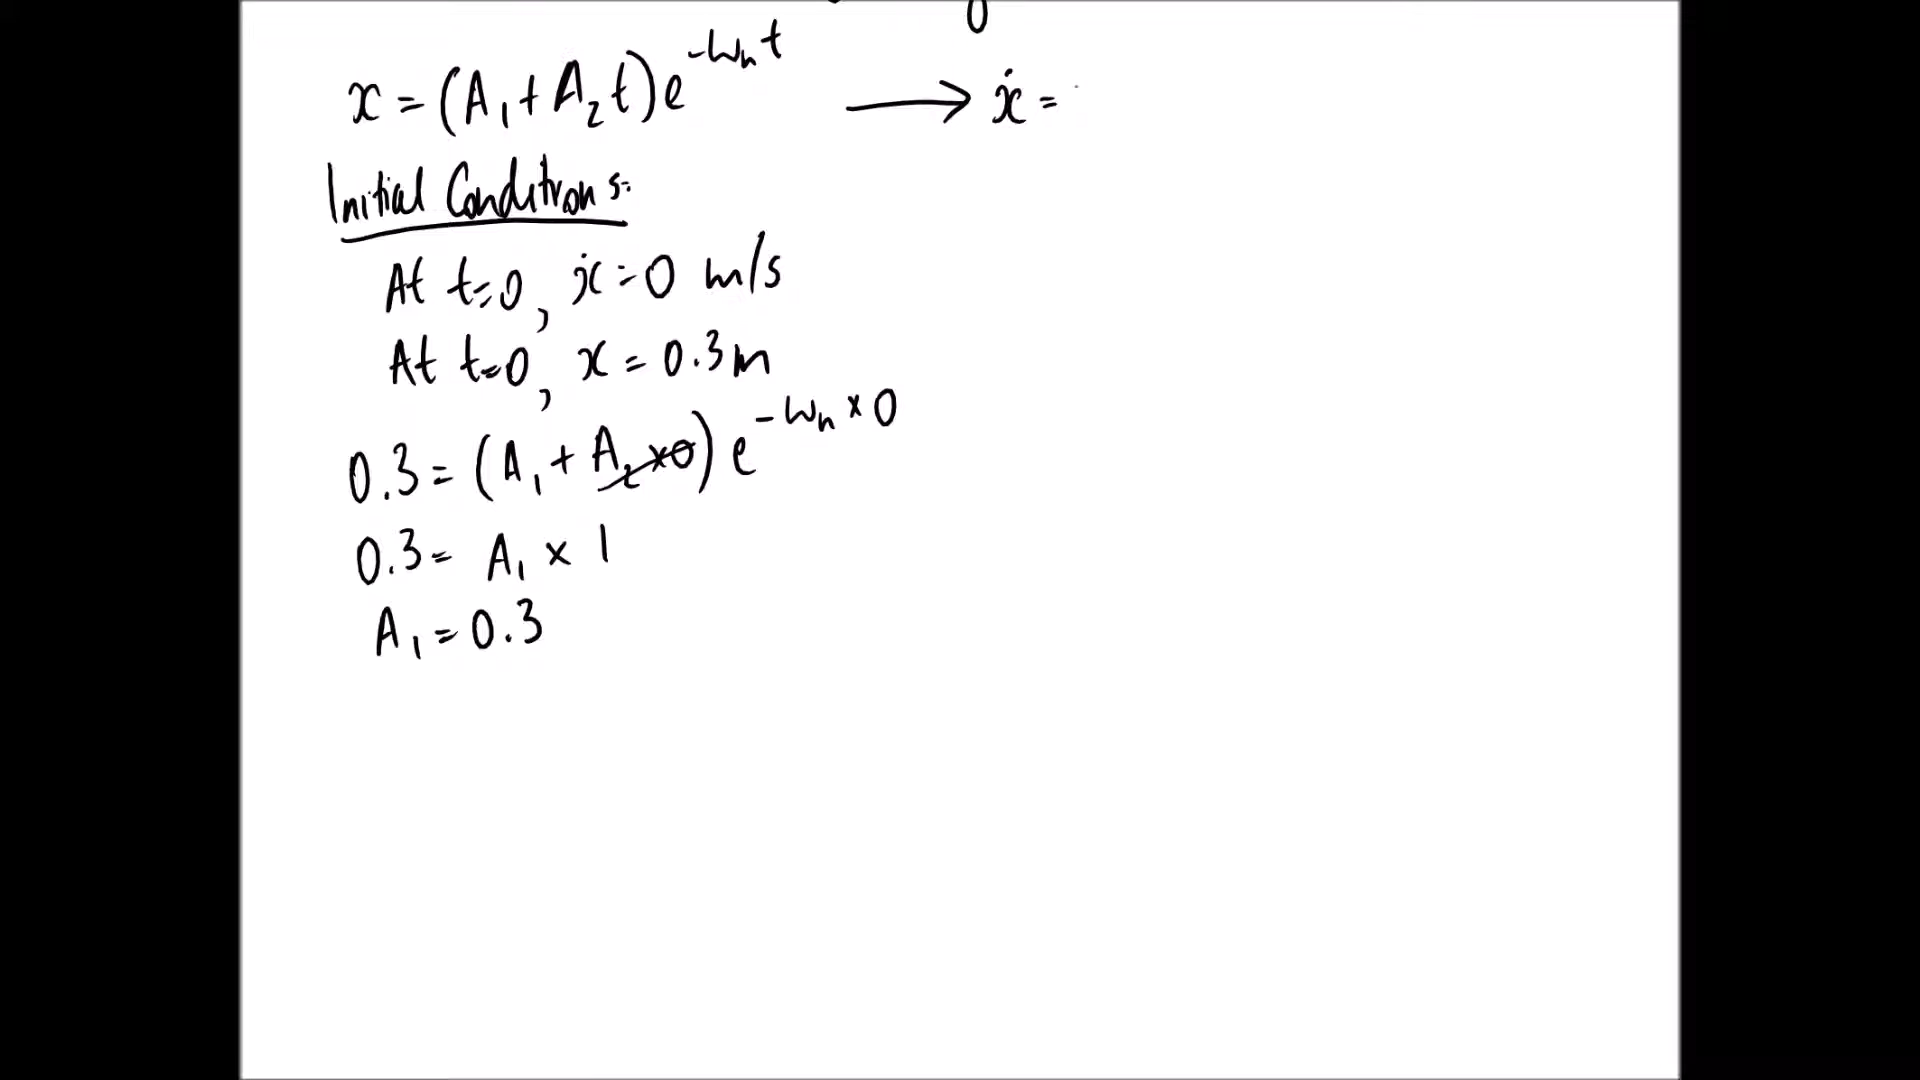 x = (A₁ + A₂t)e^(-ωₙt) ⟶ ẋ =
Initial Conditions:
At t=0, ẋ = 0 m/s
At t=0, x = 0.3m
0.3 = (A₁ + A₂×0) e^(-ωₙ×0)
0.3 = A₁ × 1
A₁ = 0.3